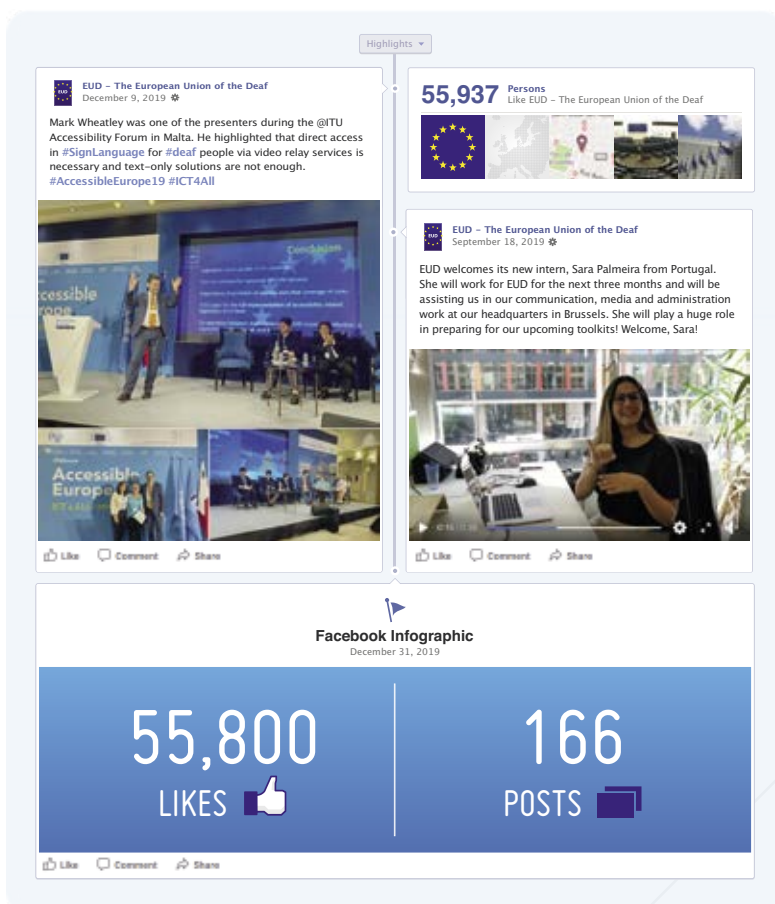 Highlights
EUD – The European Union of the Deaf
December 9, 2019
Mark Wheatley was one of the presenters during the @ITU
Accessibility Forum in Malta. He highlighted that direct access
in #SignLanguage for #deaf people via video relay services is
necessary and text-only solutions are not enough.
#AccessibleEurope19 #ICT4All
Conclusion
Accessible
Europe
Like Comment Share
55,937 Persons
Like EUD – The European Union of the Deaf
EUD
EUD – The European Union of the Deaf
September 18, 2019
EUD welcomes its new intern, Sara Palmeira from Portugal.
She will work for EUD for the next three months and will be
assisting us in our communication, media and administration
work at our headquarters in Brussels. She will play a huge role
in preparing for our upcoming toolkits! Welcome, Sara!
Like Comment Share
Facebook Infographic
December 31, 2019
55,800
LIKES
166
POSTS
Like Comment Share